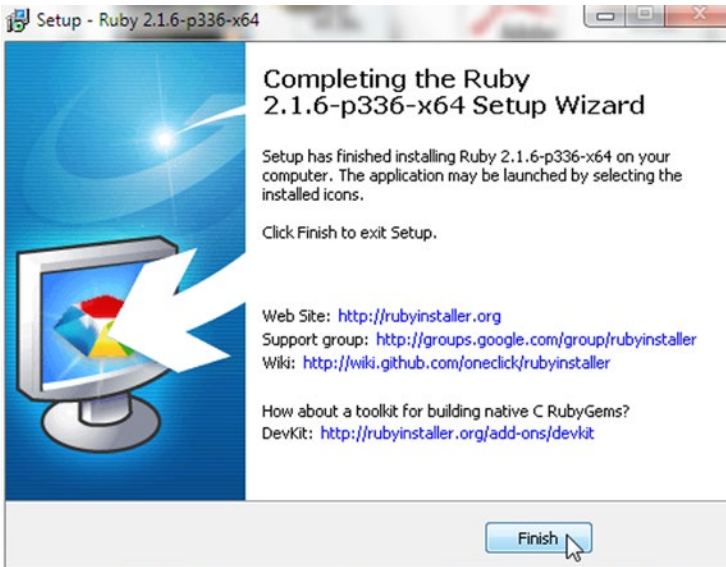 Setup - Ruby 2.1.6-p336-x64
Completing the Ruby
2.1.6-p336-x64 Setup Wizard
Setup has finished installing Ruby 2.1.6-p336-x64 on your
computer. The application may be launched by selecting the
installed icons.
Click Finish to exit Setup.
Web Site: http://rubyinstaller.org
Support group: http://groups.google.com/group/rubyinstaller
Wiki: http://wiki.github.com/oneclick/rubyinstaller
How about a toolkit for building native C RubyGems?
DevKit: http://rubyinstaller.org/add-ons/devkit
Finish